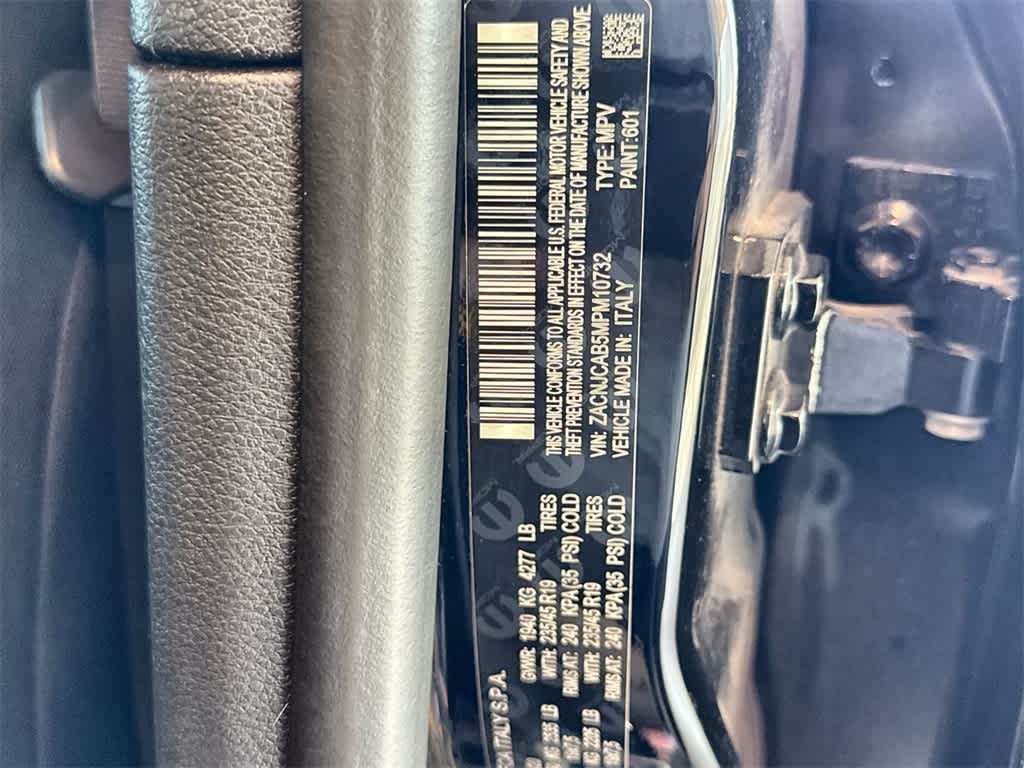 ITALY S.P.A.
GVWR: 1940 KG 4277 LB
WITH: 235/45 R19 TIRES
RIMS AT: 240 KPA(35 PSI) COLD
WITH: 235/45 R19 TIRES
RIMS AT: 240 KPA(35 PSI) COLD
THIS VEHICLE CONFORMS TO ALL APPLICABLE U.S. FEDERAL MOTOR VEHICLE SAFETY AND
THEFT PREVENTION STANDARDS IN EFFECT ON THE DATE OF MANUFACTURE SHOWN ABOVE.
VIN: ZACNJCAB5MPM10732 TYPE: MPV
VEHICLE MADE IN: ITALY PAINT: 601